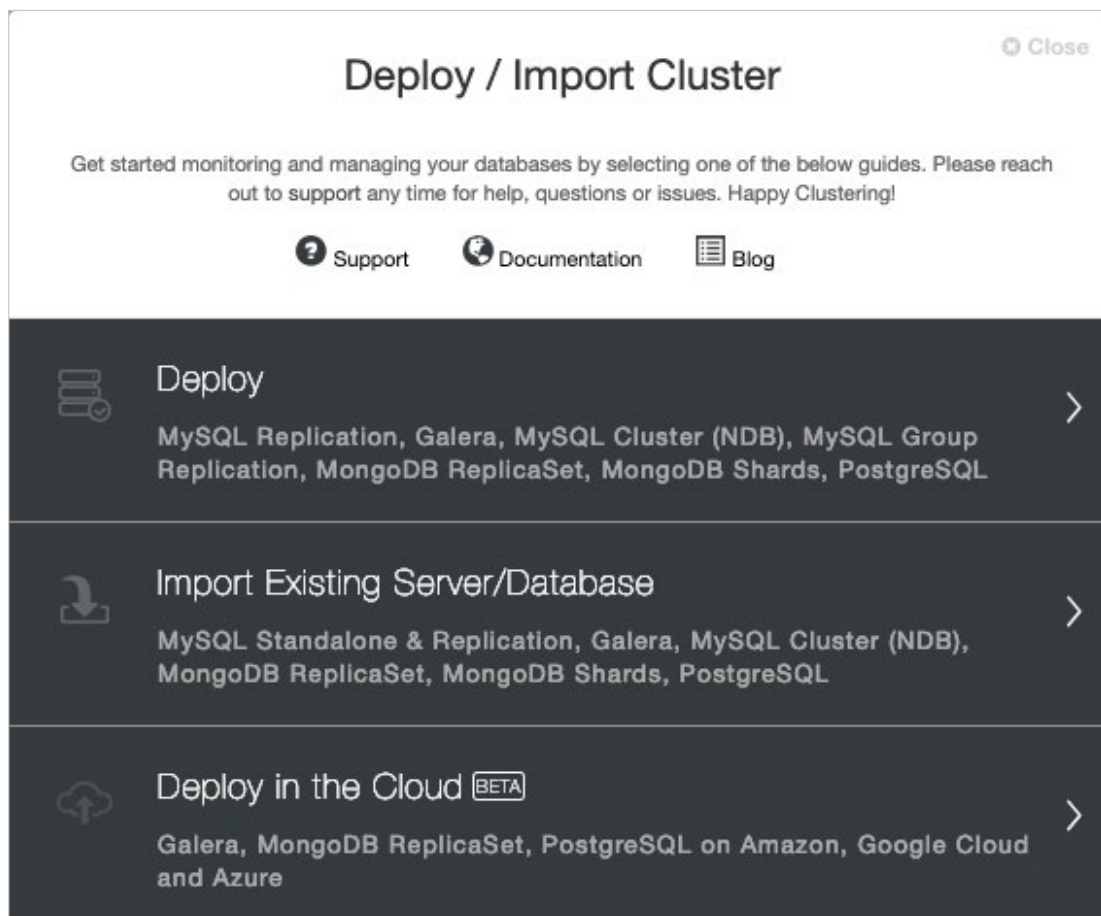 Close
Deploy / Import Cluster
Get started monitoring and managing your databases by selecting one of the below guides. Please reach
out to support any time for help, questions or issues. Happy Clustering!
Support Documentation Blog
Deploy
MySQL Replication, Galera, MySQL Cluster (NDB), MySQL Group
Replication, MongoDB ReplicaSet, MongoDB Shards, PostgreSQL
Import Existing Server/Database
MySQL Standalone & Replication, Galera, MySQL Cluster (NDB),
MongoDB ReplicaSet, MongoDB Shards, PostgreSQL
Deploy in the Cloud BETA
Galera, MongoDB ReplicaSet, PostgreSQL on Amazon, Google Cloud
and Azure